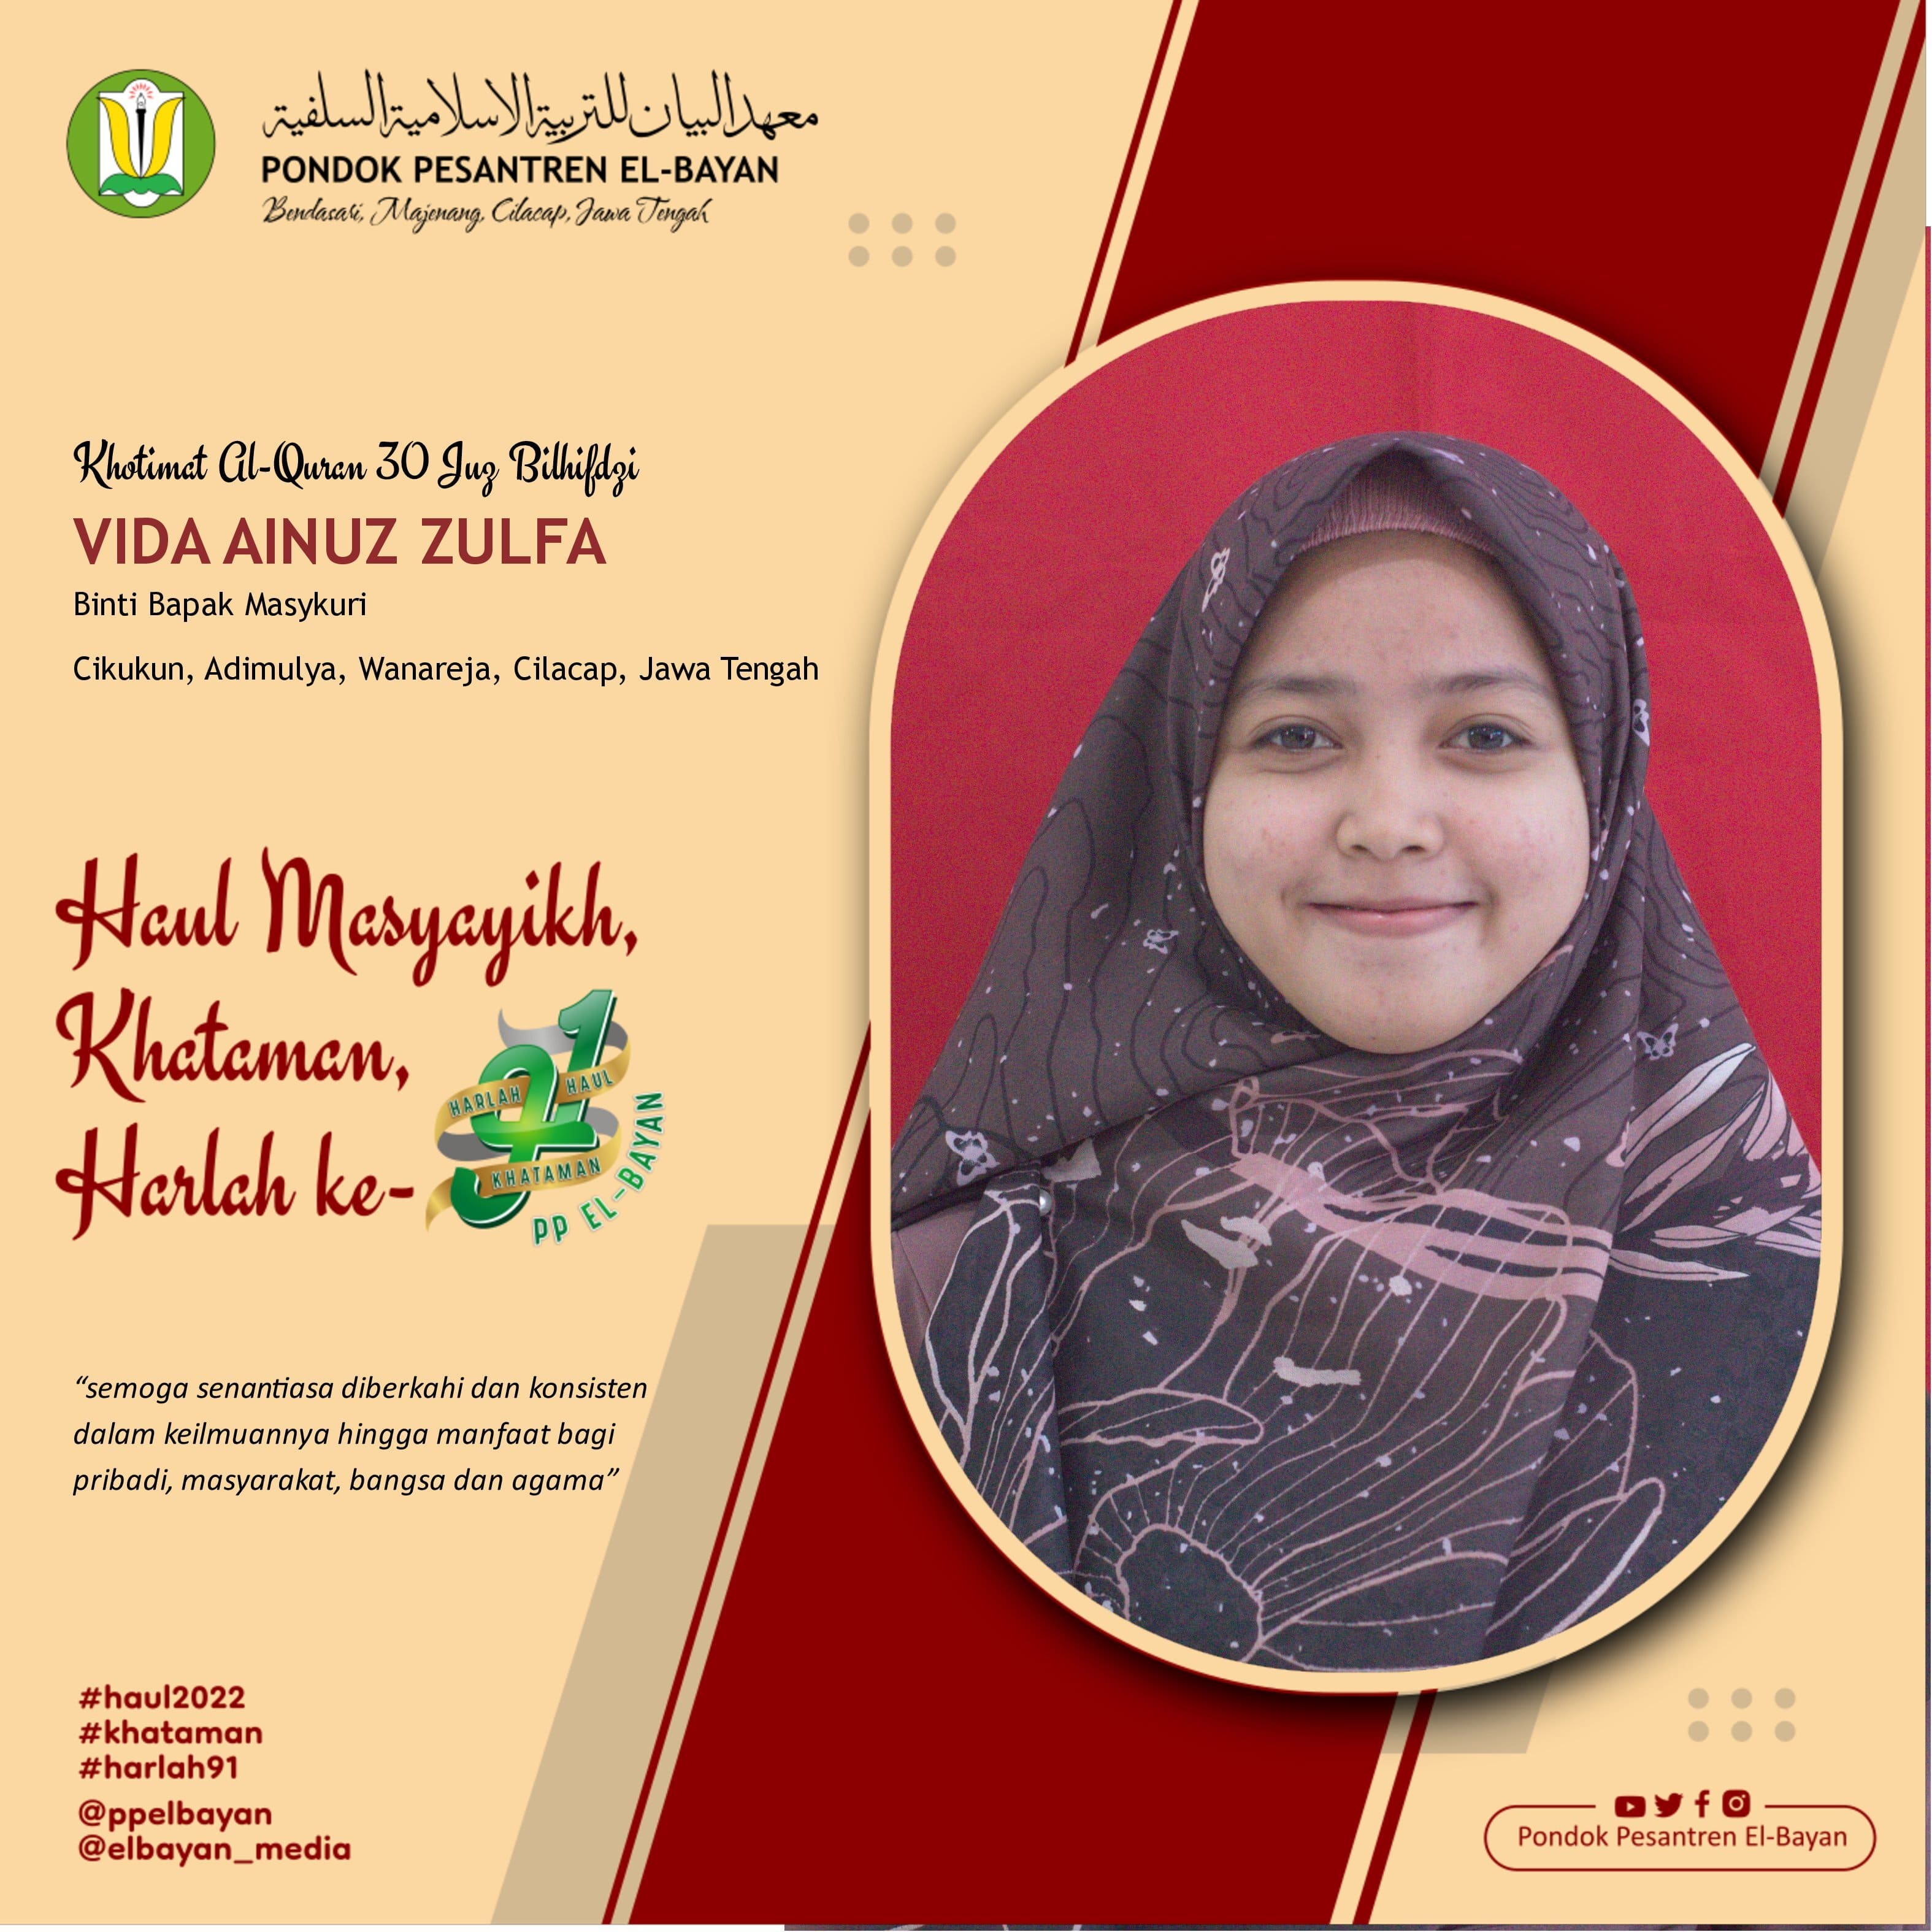 معهد البيان للتربية الاسلامية السلفية
PONDOK PESANTREN EL-BAYAN
Bendasari, Majenang, Cilacap, Jawa Tengah
Khotimat Al-Quran 30 Juz Bilhifdzi
VIDA AINUZ ZULFA
Binti Bapak Masykuri
Cikukun, Adimulya, Wanareja, Cilacap, Jawa Tengah
Haul Masyayikh,
Khataman,
Harlah ke-
91
HARLAH HAUL
KHATAMAN
PP EL-BAYAN
“semoga senantiasa diberkahi dan konsisten
dalam keilmuannya hingga manfaat bagi
pribadi, masyarakat, bangsa dan agama”
#haul2022
#khataman
#harlah91
@ppelbayan
@elbayan_media
Pondok Pesantren El-Bayan